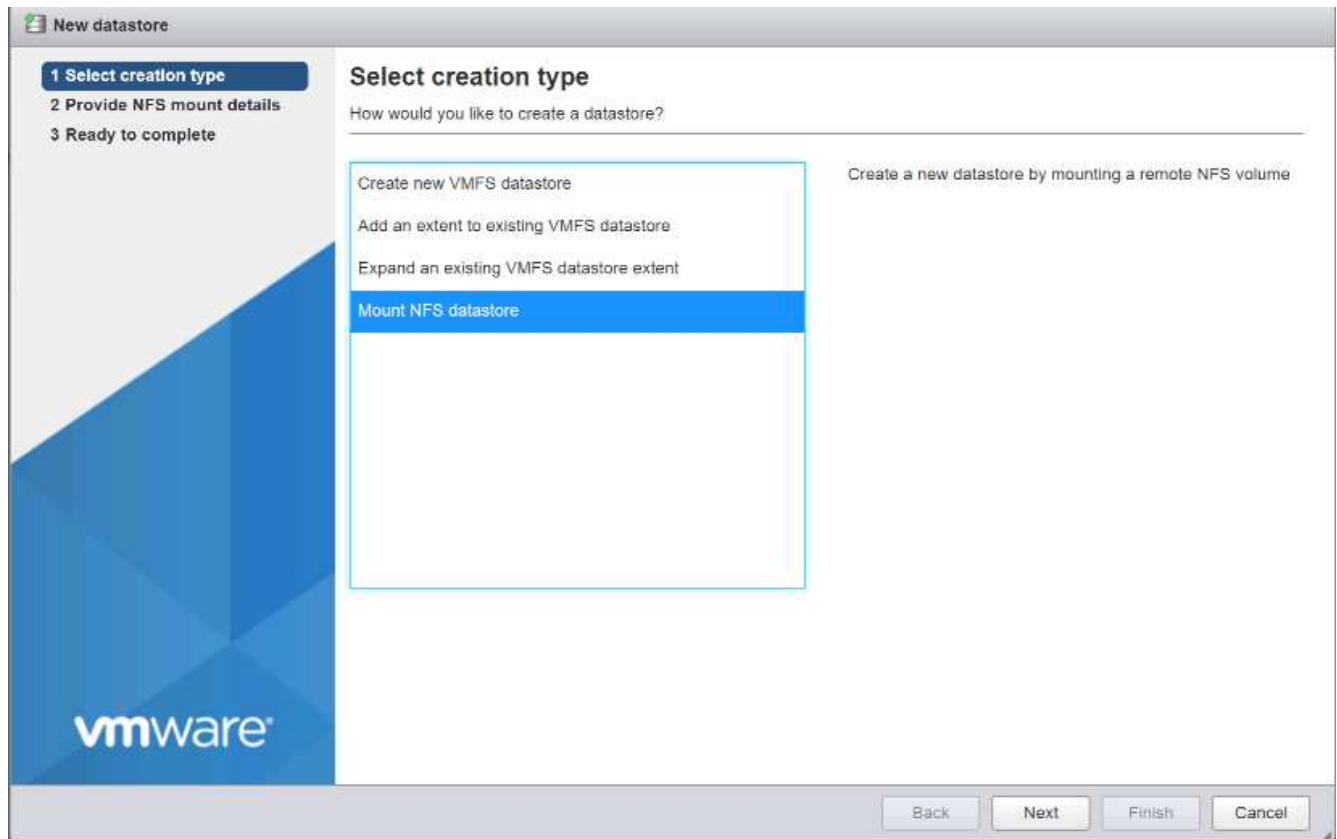 New datastore
1 Select creation type
2 Provide NFS mount details
3 Ready to complete
Select creation type
How would you like to create a datastore?
Create new VMFS datastore
Add an extent to existing VMFS datastore
Expand an existing VMFS datastore extent
Mount NFS datastore
Create a new datastore by mounting a remote NFS volume
vmware®
Back
Next
Finish
Cancel